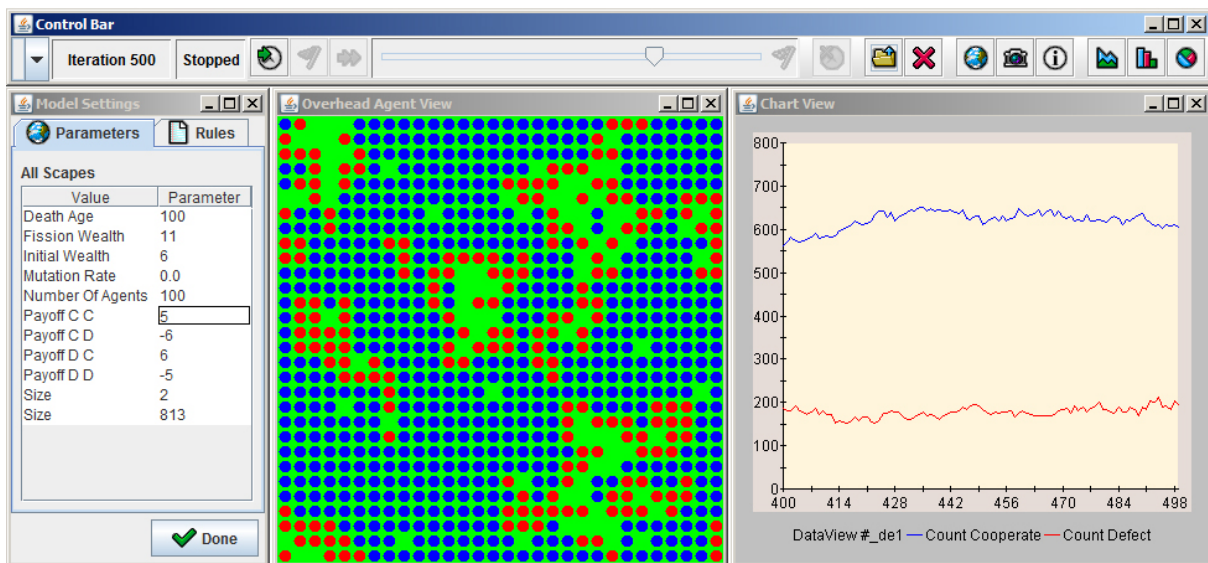 Control Bar
Iteration 500 Stopped
Model Settings
Parameters Rules
All Scapes
Value Parameter
Death Age 100
Fission Wealth 11
Initial Wealth 6
Mutation Rate 0.0
Number Of Agents 100
Payoff C C 5
Payoff C D -6
Payoff D C 6
Payoff D D -5
Size 2
Size 813
Done
Overhead Agent View
Chart View
800
700
600
500
400
300
200
100
0
400 414 428 442 456 470 484 498
DataView #_de1 Count Cooperate Count Defect